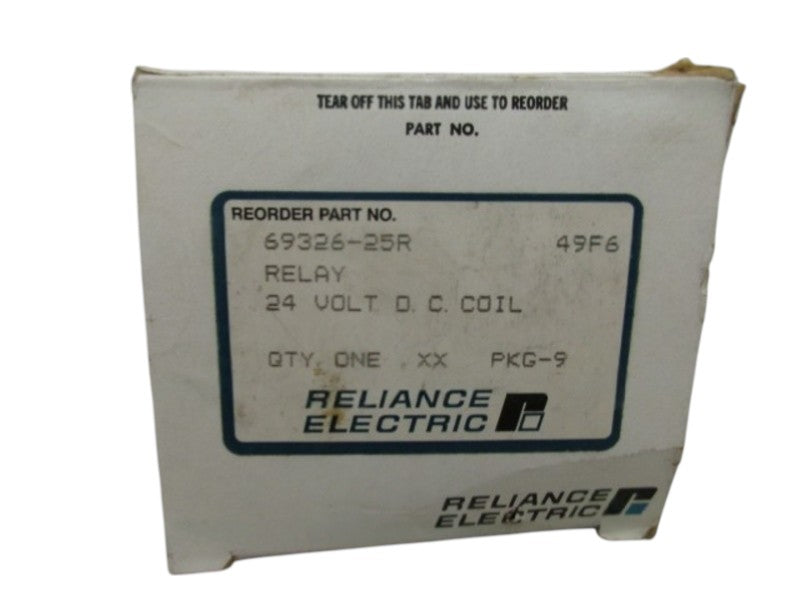 TEAR OFF THIS TAB AND USE TO REORDER
PART NO.
REORDER PART NO.
69326-25R 49F6
RELAY
24 VOLT D.C. COIL
QTY. ONE .XX PKG-9
RELIANCE
ELECTRIC
RELIANCE
ELECTRIC